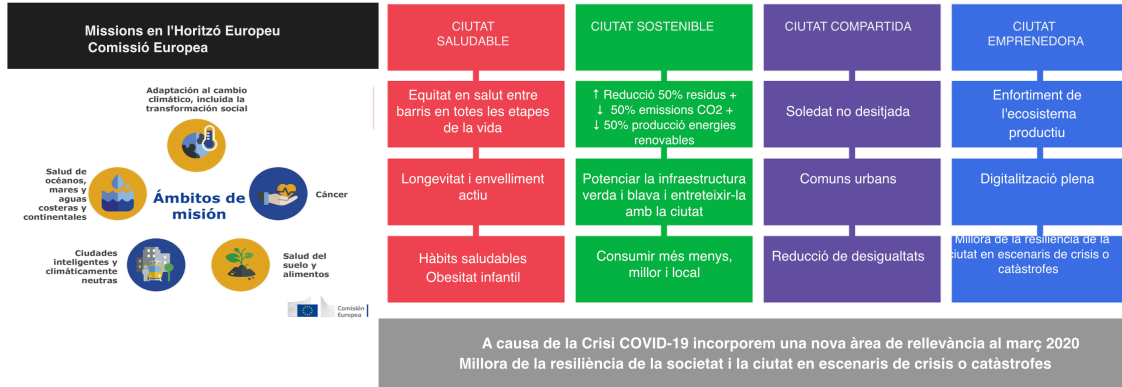 Missions en l'Horitzó Europeu
Comissió Europea
Adaptación al cambio
climático, incluida la
transformación social
Salud de
océanos,
mares y
aguas
costeras y
continentales
Ámbitos de
misión
Cáncer
Ciudades
inteligentes y
climáticamente
neutras
Salud del
suelo y
alimentos
Comisión
Europea
CIUTAT
SALUDABLE
Equitat en salut entre
barris en totes les etapes
de la vida
Longevitat i envelliment
actiu
Hàbits saludables
Obesitat infantil
CIUTAT SOSTENIBLE
↑ Reducció 50% residus +
↓ 50% emissions CO2 +
↓ 50% producció energies
renovables
Potenciar la infraestructura
verda i blava i entreteixir-la
amb la ciutat
Consumir més menys,
millor i local
CIUTAT COMPARTIDA
Soledat no desitjada
Comuns urbans
Reducció de desigualtats
CIUTAT
EMPRENEDORA
Enfortiment de
l'ecosistema
productiu
Digitalització plena
Millora de la resiliència de la
ciutat en escenaris de crisis o
catàstrofes
A causa de la Crisi COVID-19 incorporem una nova àrea de rellevància al març 2020
Millora de la resiliència de la societat i la ciutat en escenaris de crisis o catàstrofes